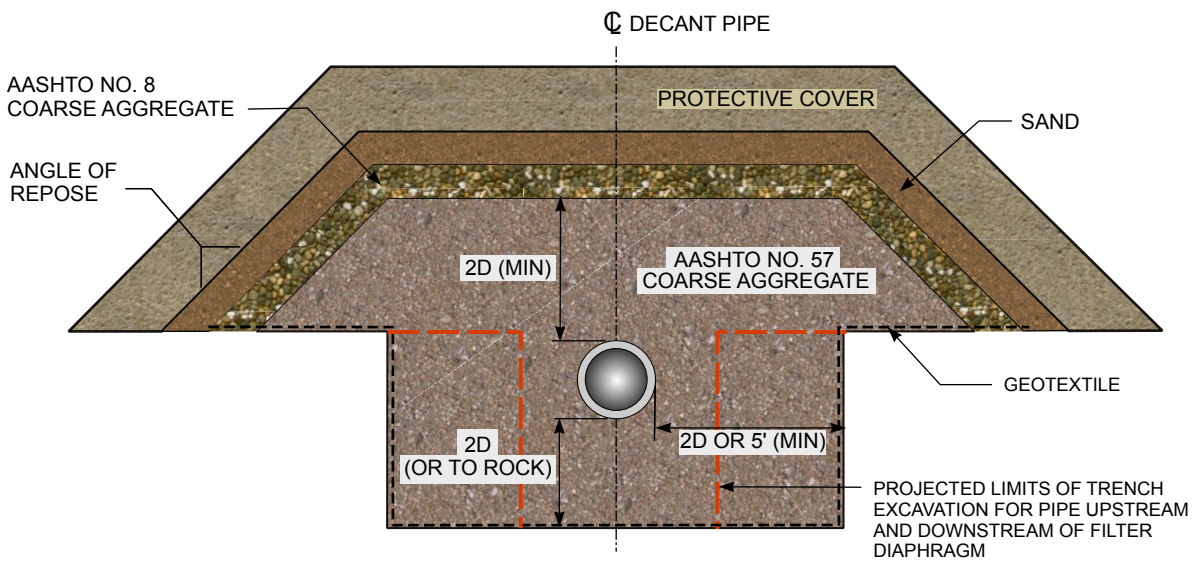 ℄ DECANT PIPE
AASHTO NO. 8
COARSE AGGREGATE
PROTECTIVE COVER
SAND
ANGLE OF
REPOSE
2D (MIN)
AASHTO NO. 57
COARSE AGGREGATE
GEOTEXTILE
2D
(OR TO ROCK)
2D OR 5' (MIN)
PROJECTED LIMITS OF TRENCH
EXCAVATION FOR PIPE UPSTREAM
AND DOWNSTREAM OF FILTER
DIAPHRAGM